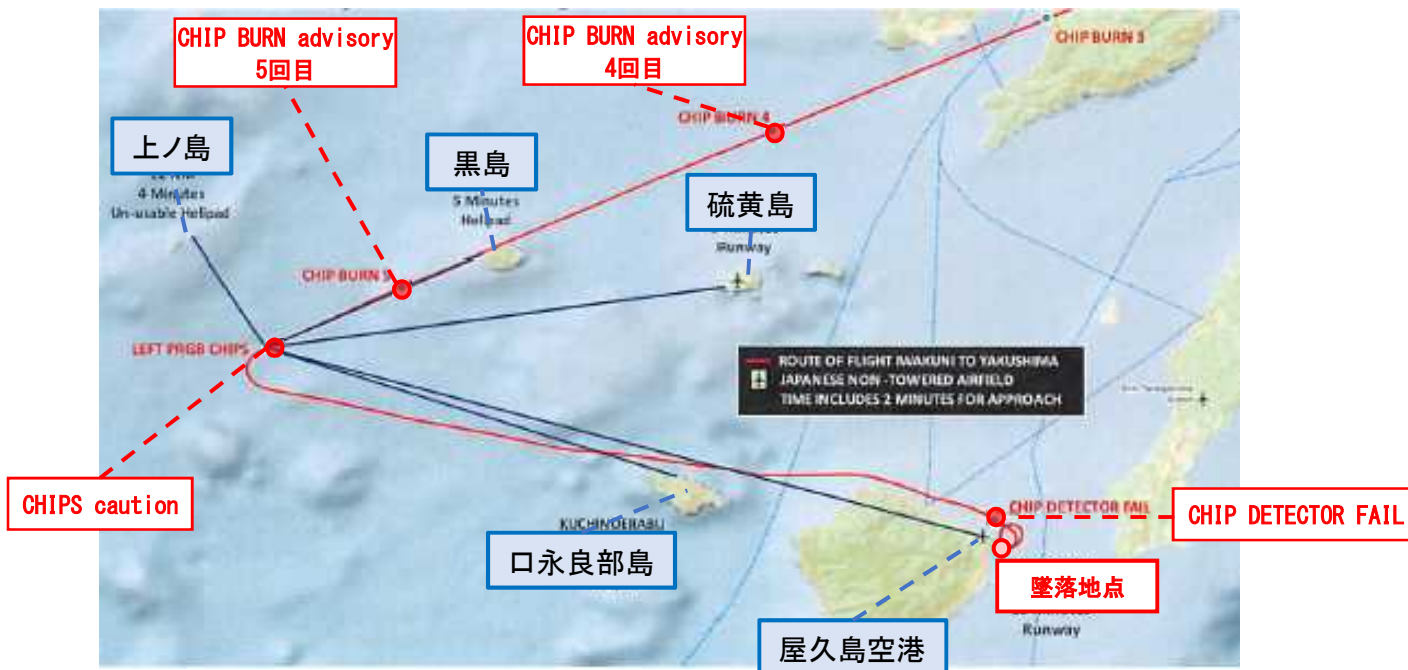 CHIP BURN advisory
5回目
CHIP BURN advisory
4回目
CHIP BURN 3
CHIP BURN 4
上ノ島
4 Minutes
Un-usable Helipad
黒島
5 Minutes
Helipad
硫黄島
Runway
CHIP BURN 5
LEFT PRGB CHIPS
ROUTE OF FLIGHT IWAKUNI TO YAKUSHIMA
JAPANESE NON -TOWERED AIRFIELD
TIME INCLUDES 2 MINUTES FOR APPROACH
CHIPS caution
KUCHINOERABU
口永良部島
CHIP DETECTOR FAIL
CHIP DETECTOR FAIL
墜落地点
Runway
屋久島空港